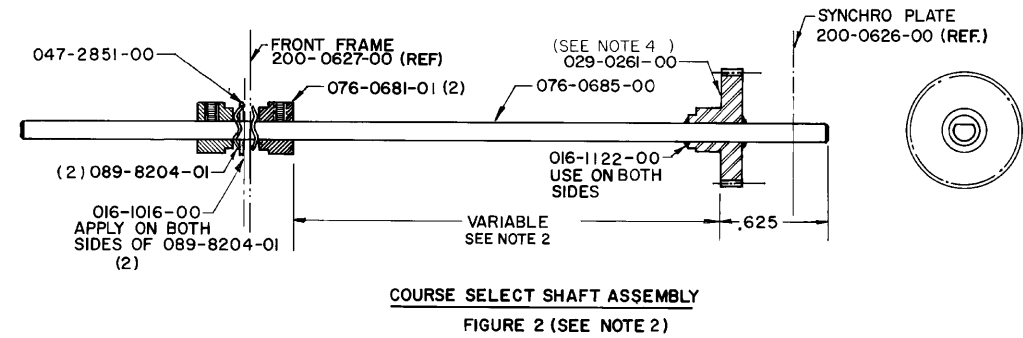 047-2851-00
FRONT FRAME
200-0627-00 (REF)
076-0681-01 (2)
(SEE NOTE 4 )
029-0261-00
076-0685-00
SYNCHRO PLATE
200-0626-00 (REF.)
(2) 089-8204-01
016-1016-00
APPLY ON BOTH
SIDES OF 089-8204-01
(2)
016-1122-00
USE ON BOTH
SIDES
VARIABLE
SEE NOTE 2
.625
COURSE SELECT SHAFT ASSEMBLY
FIGURE 2 (SEE NOTE 2)